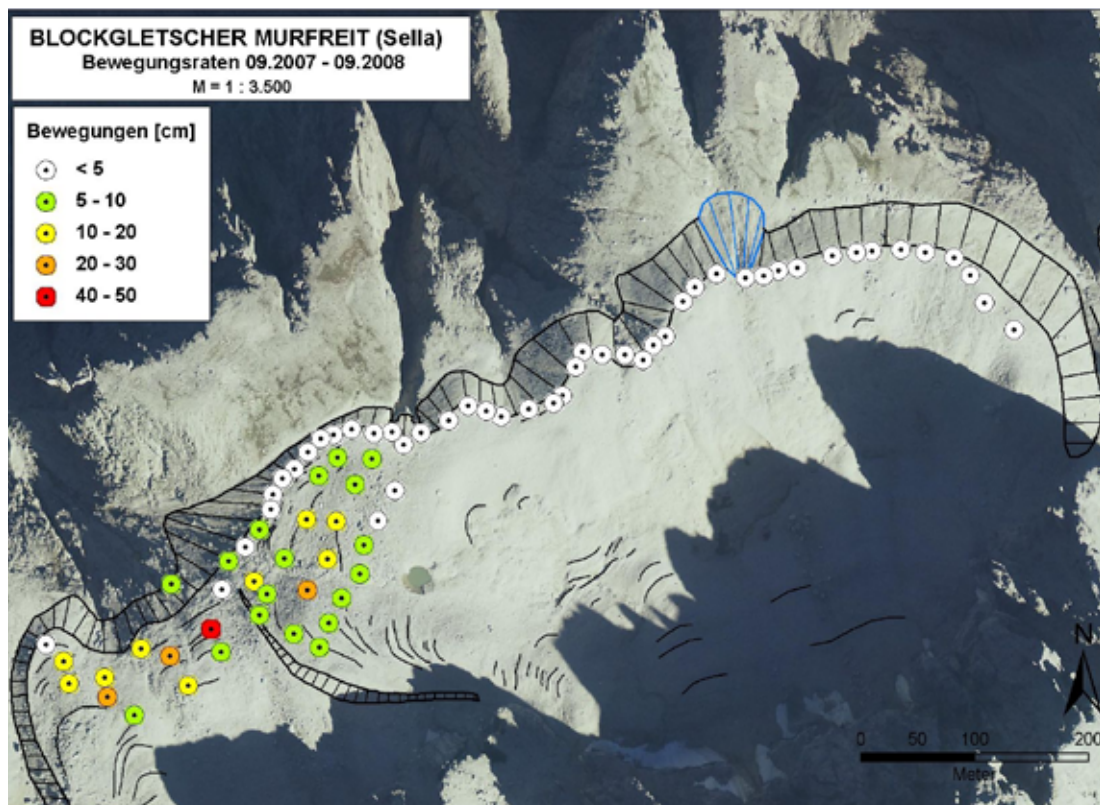 BLOCKGLETSCHER MURFREIT (Sella)
Bewegungsraten 09.2007 - 09.2008
M = 1 : 3.500
Bewegungen [cm]
< 5
5 - 10
10 - 20
20 - 30
40 - 50
N
0 50 100 200
Meter